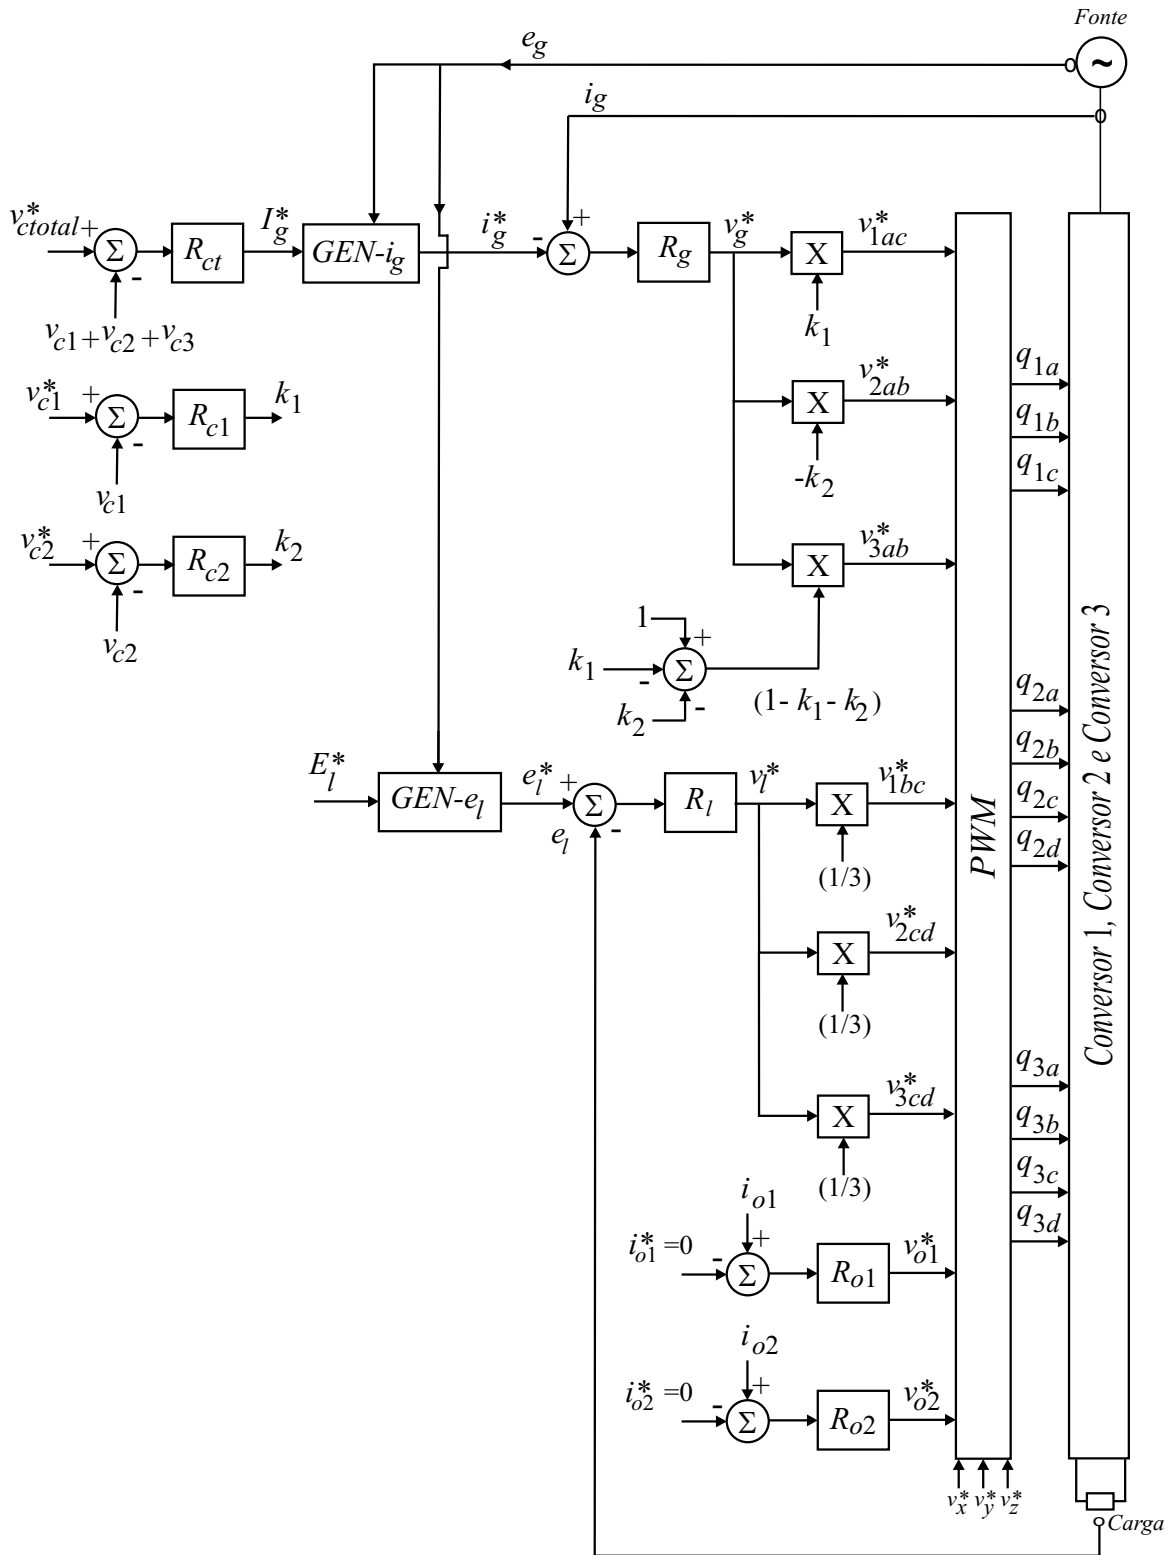 Fonte
~
e_g
i_g
v*_ctotal + Σ - R_ct I*_g GEN-i_g i*_g - + Σ R_g v*_g X v*_1ac
k_1
v_c1 + v_c2 + v_c3
v*_c1 + Σ - R_c1 k_1
v_c1
X v*_2ab
-k_2
v*_c2 + Σ - R_c2 k_2
v_c2
X v*_3ab
1 +
k_1 - Σ
k_2 -
(1 - k_1 - k_2)
E*_l GEN-e_l e*_l + Σ - R_l v*_l X v*_1bc
e_l
(1/3)
X v*_2cd
(1/3)
X v*_3cd
(1/3)
i_o1
i*_o1 =0 - + Σ R_o1 v*_o1
i_o2
i*_o2 =0 - + Σ R_o2 v*_o2
PWM
v*_x v*_y v*_z
q_1a
q_1b
q_1c
q_2a
q_2b
q_2c
q_2d
q_3a
q_3b
q_3c
q_3d
Conversor 1, Conversor 2 e Conversor 3
Carga